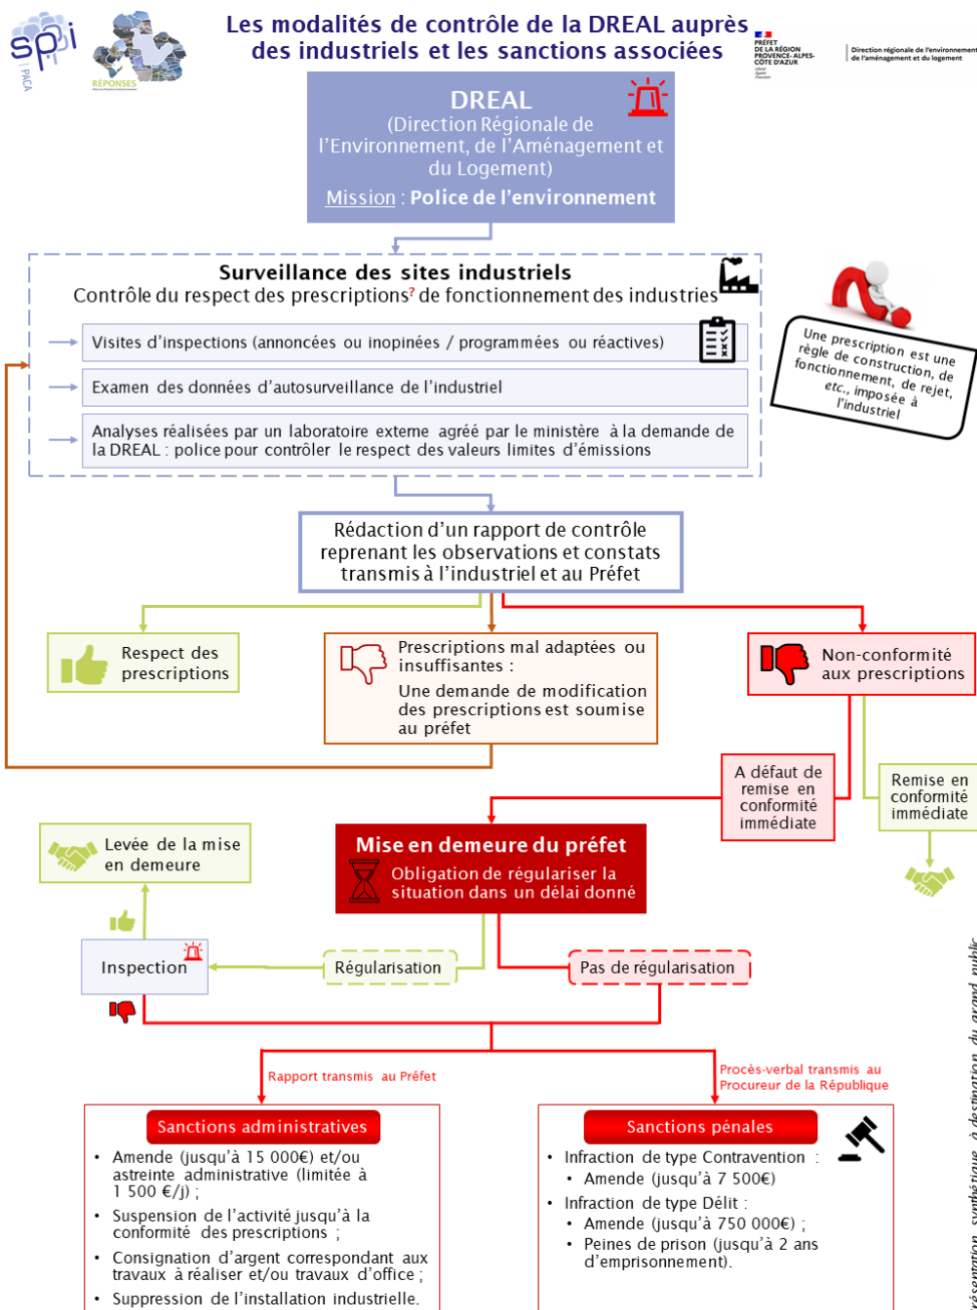 Les modalités de contrôle de la DREAL auprès
des industriels et les sanctions associées
sppi
PACA
RÉPONSES
PRÉFET
DE LA RÉGION
PROVENCE-ALPES-
CÔTE D'AZUR
Liberté
Égalité
Fraternité
Direction régionale de l'environnement
de l'aménagement et du logement
DREAL
(Direction Régionale de
l'Environnement, de l'Aménagement et
du Logement)
Mission : Police de l'environnement
Surveillance des sites industriels
Contrôle du respect des prescriptions? de fonctionnement des industries
Visites d'inspections (annoncées ou inopinées / programmées ou réactives)
Examen des données d'autosurveillance de l'industriel
Analyses réalisées par un laboratoire externe agréé par le ministère à la demande de
la DREAL : police pour contrôler le respect des valeurs limites d'émissions
Une prescription est une
règle de construction, de
fonctionnement, de rejet,
etc., imposée à
l'industriel
Rédaction d'un rapport de contrôle
reprenant les observations et constats
transmis à l'industriel et au Préfet
Respect des
prescriptions
Prescriptions mal adaptées ou
insuffisantes :
Une demande de modification
des prescriptions est soumise
au préfet
Non-conformité
aux prescriptions
A défaut de
remise en
conformité
immédiate
Remise en
conformité
immédiate
Mise en demeure du préfet
Obligation de régulariser la
situation dans un délai donné
Levée de la mise
en demeure
Inspection
Régularisation
Pas de régularisation
Rapport transmis au Préfet
Procès-verbal transmis au
Procureur de la République
Sanctions administratives
• Amende (jusqu'à 15 000€) et/ou
astreinte administrative (limitée à
1 500 €/j) ;
• Suspension de l'activité jusqu'à la
conformité des prescriptions ;
• Consignation d'argent correspondant aux
travaux à réaliser et/ou travaux d'office ;
• Suppression de l'installation industrielle.
Sanctions pénales
• Infraction de type Contravention :
• Amende (jusqu'à 7 500€)
• Infraction de type Délit :
• Amende (jusqu'à 750 000€) ;
• Peines de prison (jusqu'à 2 ans
d'emprisonnement).
synthétique, à destination du grand public